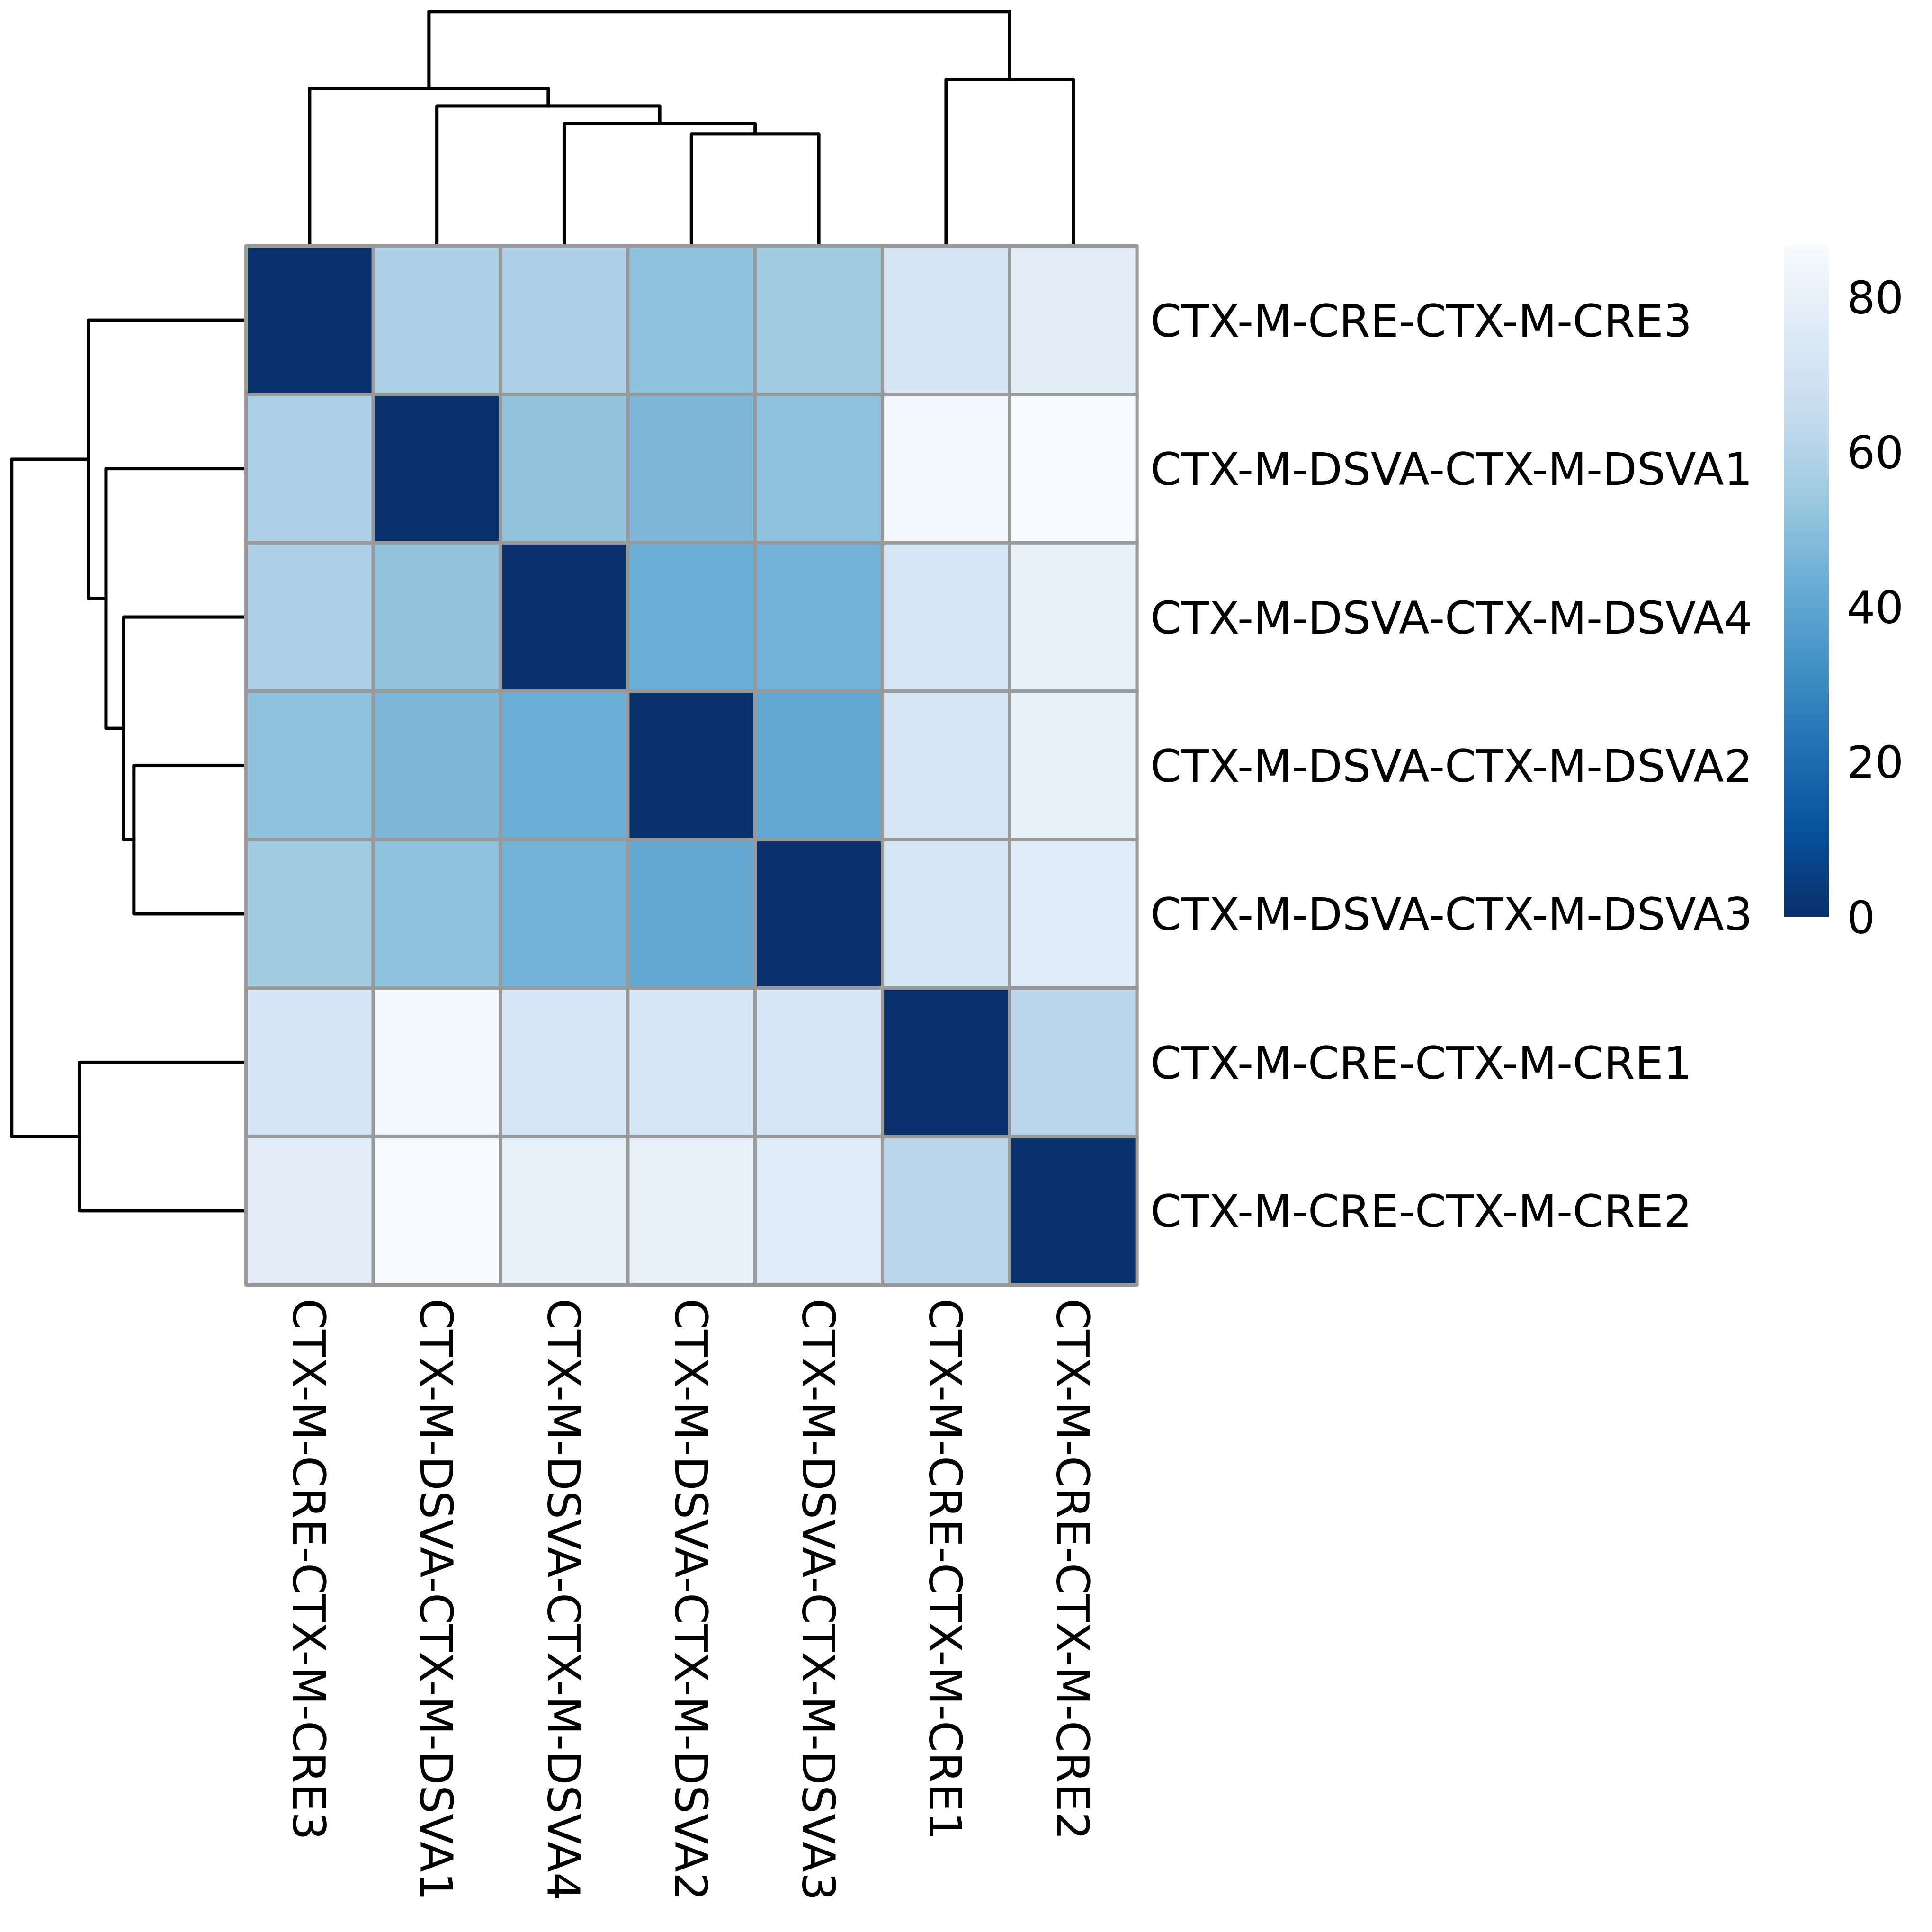 CTX-M-CRE-CTX-M-CRE3
CTX-M-DSVA-CTX-M-DSVA1
CTX-M-DSVA-CTX-M-DSVA4
CTX-M-DSVA-CTX-M-DSVA2
CTX-M-DSVA-CTX-M-DSVA3
CTX-M-CRE-CTX-M-CRE1
CTX-M-CRE-CTX-M-CRE2
80
60
40
20
0
CTX-M-CRE-CTX-M-CRE3
CTX-M-DSVA-CTX-M-DSVA1
CTX-M-DSVA-CTX-M-DSVA4
CTX-M-DSVA-CTX-M-DSVA2
CTX-M-DSVA-CTX-M-DSVA3
CTX-M-CRE-CTX-M-CRE1
CTX-M-CRE-CTX-M-CRE2